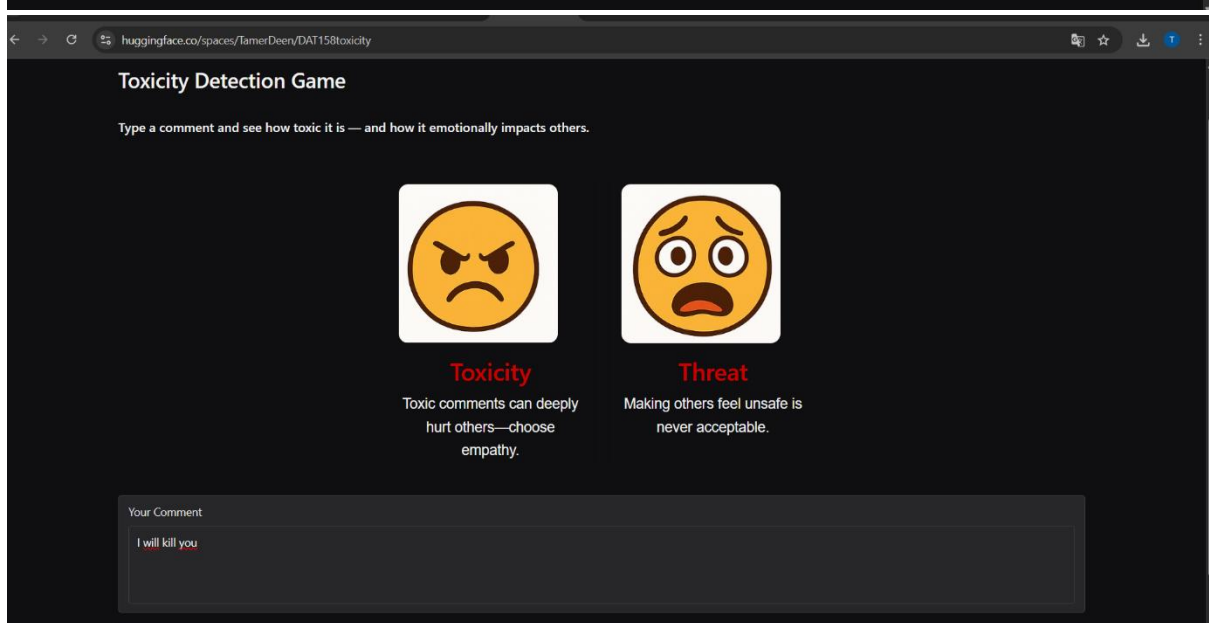 huggingface.co/spaces/TamerDeen/DAT158toxicity
T
Toxicity Detection Game
Type a comment and see how toxic it is — and how it emotionally impacts others.
Toxicity
Toxic comments can deeply
hurt others—choose
empathy.
Threat
Making others feel unsafe is
never acceptable.
Your Comment
I will kill you